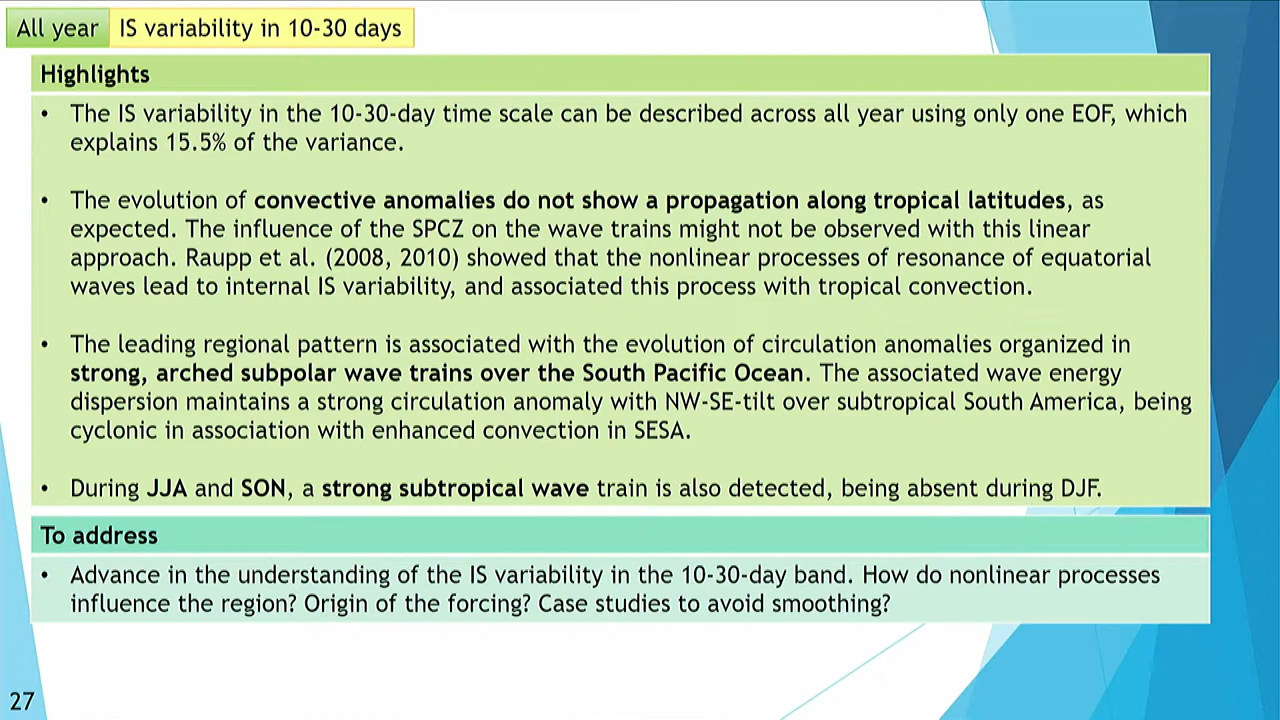 All year IS variability in 10-30 days
Highlights
• The IS variability in the 10-30-day time scale can be described across all year using only one EOF, which
explains 15.5% of the variance.
• The evolution of convective anomalies do not show a propagation along tropical latitudes, as
expected. The influence of the SPCZ on the wave trains might not be observed with this linear
approach. Raupp et al. (2008, 2010) showed that the nonlinear processes of resonance of equatorial
waves lead to internal IS variability, and associated this process with tropical convection.
• The leading regional pattern is associated with the evolution of circulation anomalies organized in
strong, arched subpolar wave trains over the South Pacific Ocean. The associated wave energy
dispersion maintains a strong circulation anomaly with NW-SE-tilt over subtropical South America, being
cyclonic in association with enhanced convection in SESA.
• During JJA and SON, a strong subtropical wave train is also detected, being absent during DJF.
To address
• Advance in the understanding of the IS variability in the 10-30-day band. How do nonlinear processes
influence the region? Origin of the forcing? Case studies to avoid smoothing?
27